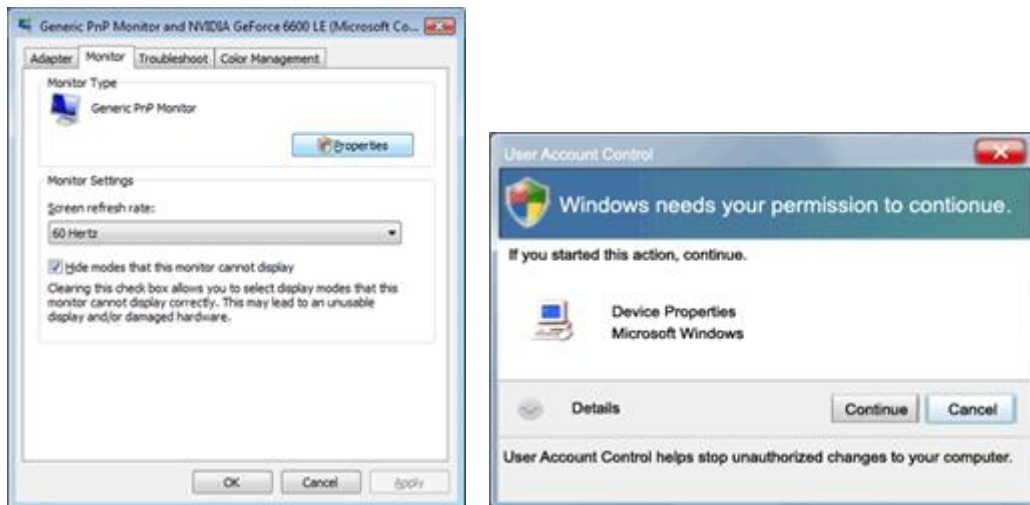 Generic PnP Monitor and NVIDIA GeForce 6600 LE (Microsoft Co...
Adapter Monitor Troubleshoot Color Management
Monitor Type
Generic PnP Monitor
Properties
Monitor Settings
Screen refresh rate:
60 Hertz
Hide modes that this monitor cannot display
Clearing this check box allows you to select display modes that this
monitor cannot display correctly. This may lead to an unusable
display and/or damaged hardware.
OK Cancel Apply
User Account Control
Windows needs your permission to contionue.
If you started this action, continue.
Device Properties
Microsoft Windows
Details Continue Cancel
User Account Control helps stop unauthorized changes to your computer.